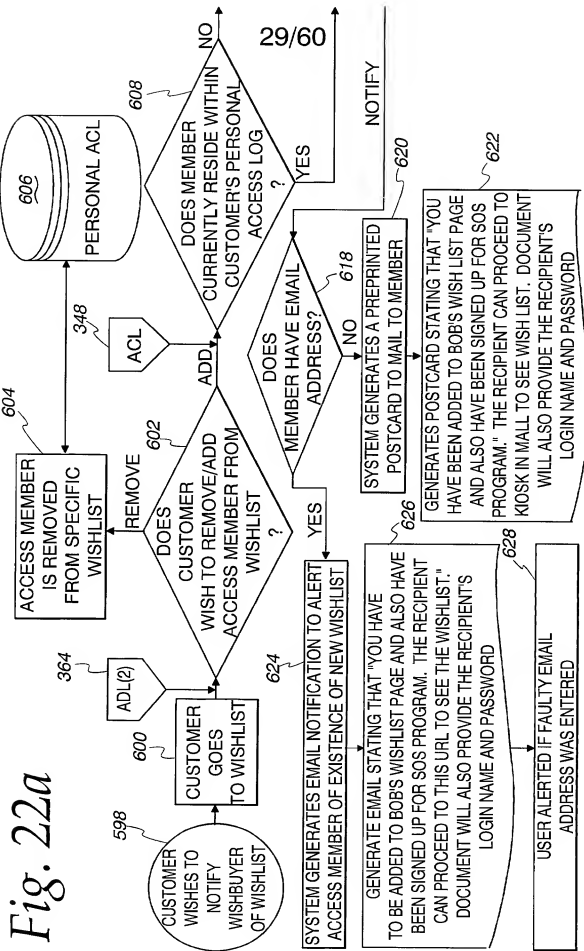 Fig. 22a
29/60
598
CUSTOMER
WISHES TO
NOTIFY
WISHBUYER
OF WISHLIST
600
CUSTOMER
GOES
TO WISHLIST
364
ADL(2)
602
DOES
CUSTOMER
WISH TO REMOVE/ADD
ACCESS MEMBER FROM
WISHLIST
?
REMOVE
604
ACCESS MEMBER
IS REMOVED
FROM SPECIFIC
WISHLIST
606
PERSONAL ACL
348
ACL
ADD
608
DOES MEMBER
CURRENTLY RESIDE WITHIN
CUSTOMER'S PERSONAL
ACCESS LOG
?
NO
YES
NOTIFY
618
DOES
MEMBER HAVE EMAIL
ADDRESS?
NO
YES
620
SYSTEM GENERATES A PREPRINTED
POSTCARD TO MAIL TO MEMBER
622
GENERATES POSTCARD STATING THAT "YOU
HAVE BEEN ADDED TO BOB'S WISH LIST PAGE
AND ALSO HAVE BEEN SIGNED UP FOR SOS
PROGRAM." THE RECIPIENT CAN PROCEED TO
KIOSK IN MALL TO SEE WISH LIST. DOCUMENT
WILL ALSO PROVIDE THE RECIPIENT'S
LOGIN NAME AND PASSWORD
624
SYSTEM GENERATES EMAIL NOTIFICATION TO ALERT
ACCESS MEMBER OF EXISTENCE OF NEW WISHLIST
626
GENERATE EMAIL STATING THAT "YOU HAVE
TO BE ADDED TO BOB'S WISHLIST PAGE AND ALSO HAVE
BEEN SIGNED UP FOR SOS PROGRAM. THE RECIPIENT
CAN PROCEED TO THIS URL TO SEE THE WISHLIST."
DOCUMENT WILL ALSO PROVIDE THE RECIPIENT'S
LOGIN NAME AND PASSWORD
628
USER ALERTED IF FAULTY EMAIL
ADDRESS WAS ENTERED